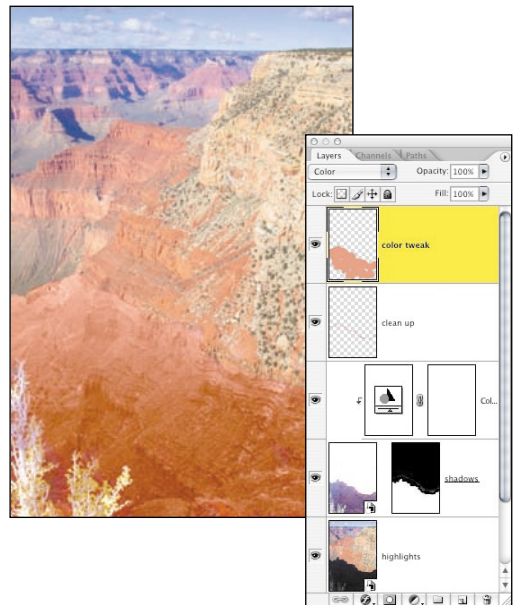 Layers Channels Paths
Color Opacity: 100%
Lock: Fill: 100%
color tweak
clean up
Col...
shadows
highlights